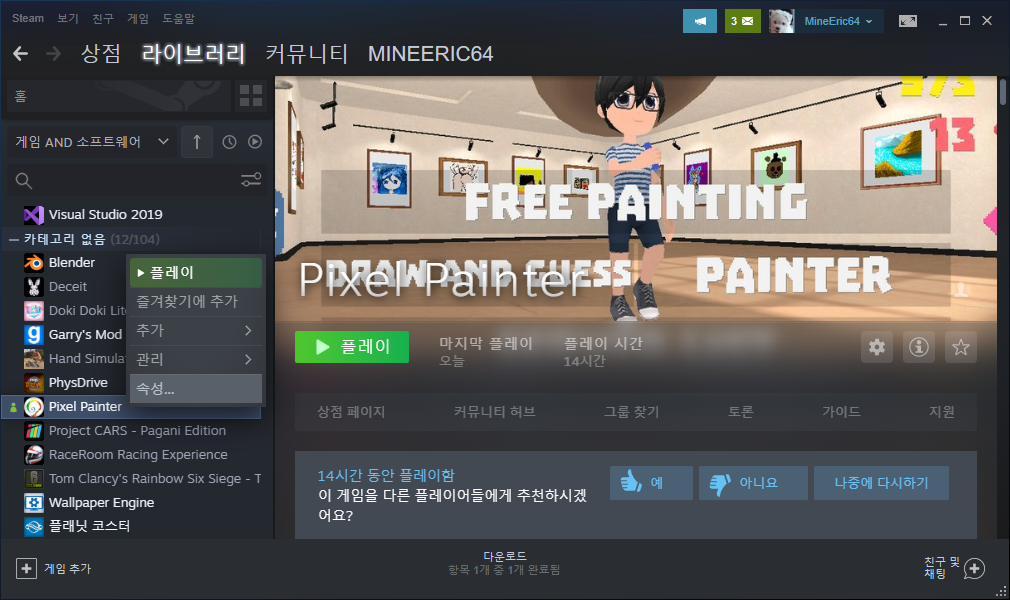 Steam 보기 친구 게임 도움말
3
MineEric64
상점 라이브러리 커뮤니티 MINEERIC64
홈
게임 AND 소프트웨어
Visual Studio 2019
카테고리 없음 (12/104)
Blender
Deceit
Doki Doki Lit
Garry's Mod
Hand Simula
PhysDrive
Pixel Painter
Project CARS - Pagani Edition
RaceRoom Racing Experience
Tom Clancy's Rainbow Six Siege - T
Wallpaper Engine
플래닛 코스터
플레이
즐겨찾기에 추가
추가
관리
속성...
13
FREE PAINTING
DRAW AND GUESS
PAINTER
Pixel Painter
플레이
마지막 플레이
오늘
플레이 시간
14시간
상점 페이지 커뮤니티 허브 그룹 찾기 토론 가이드 지원
14시간 동안 플레이함
이 게임을 다른 플레이어들에게 추천하시겠
어요?
예 아니요 나중에 다시하기
게임 추가
다운로드
항목 1개 중 1개 완료됨
친구 및
채팅